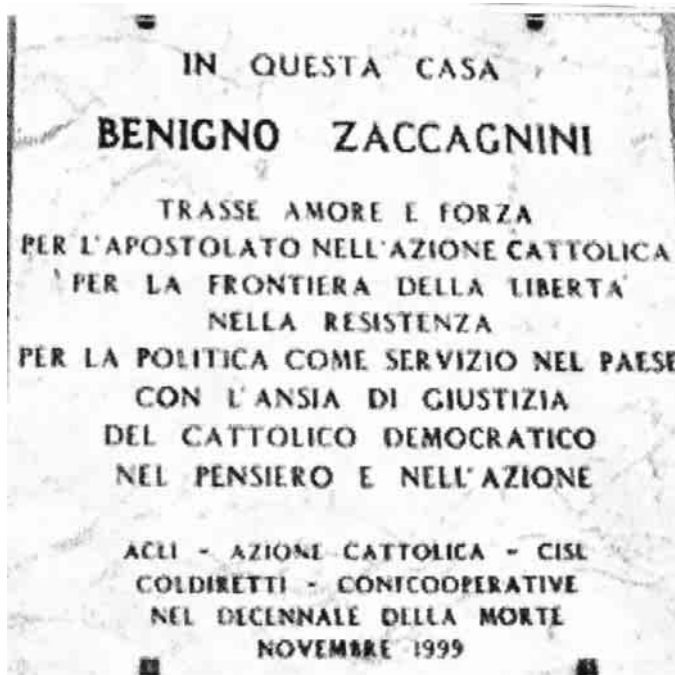 IN QUESTA CASA
BENIGNO ZACCAGNINI
TRASSE AMORE E FORZA
PER L'APOSTOLATO NELL'AZIONE CATTOLICA
PER LA FRONTIERA DELLA LIBERTA'
NELLA RESISTENZA
PER LA POLITICA COME SERVIZIO NEL PAESE
CON L'ANSIA DI GIUSTIZIA
DEL CATTOLICO DEMOCRATICO
NEL PENSIERO E NELL'AZIONE
ACLI - AZIONE CATTOLICA - CISL
COLDIRETTI - CONFCOOPERATIVE
NEL DECENNALE DELLA MORTE
NOVEMBRE 1999